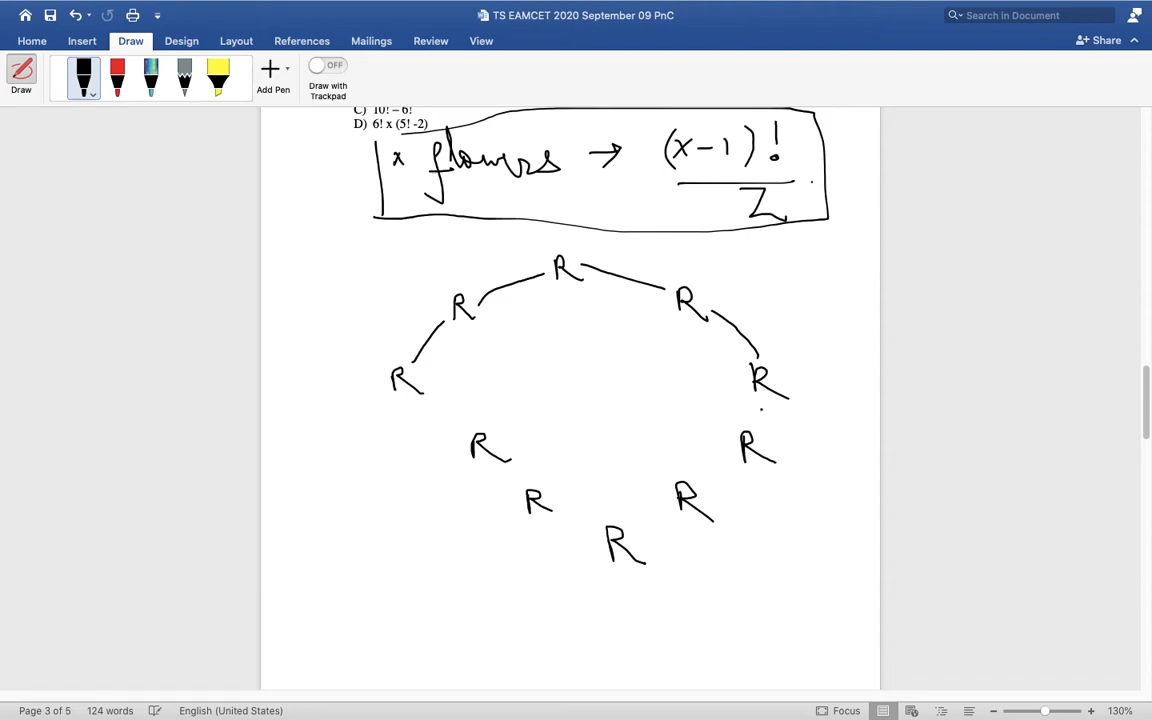 TS EAMCET 2020 September 09 PnC
Search in Document
Home Insert Draw Design Layout References Mailings Review View
Share
OFF
Draw
Add Pen
Draw with
Trackpad
C) 10! – 6!
D) 6! x (5! -2)
x flowers → (x-1)!
2
R
R
R
R
R
R
R
R
R
R
Page 3 of 5
124 words
English (United States)
Focus
130%